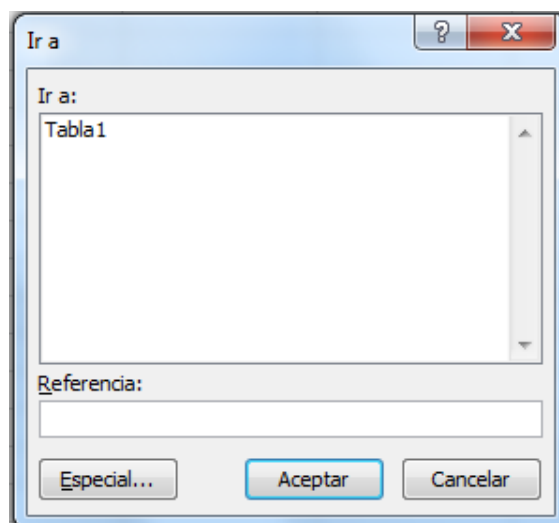 Ir a
Ir a:
Tabla1
Referencia:
Especial... Aceptar Cancelar